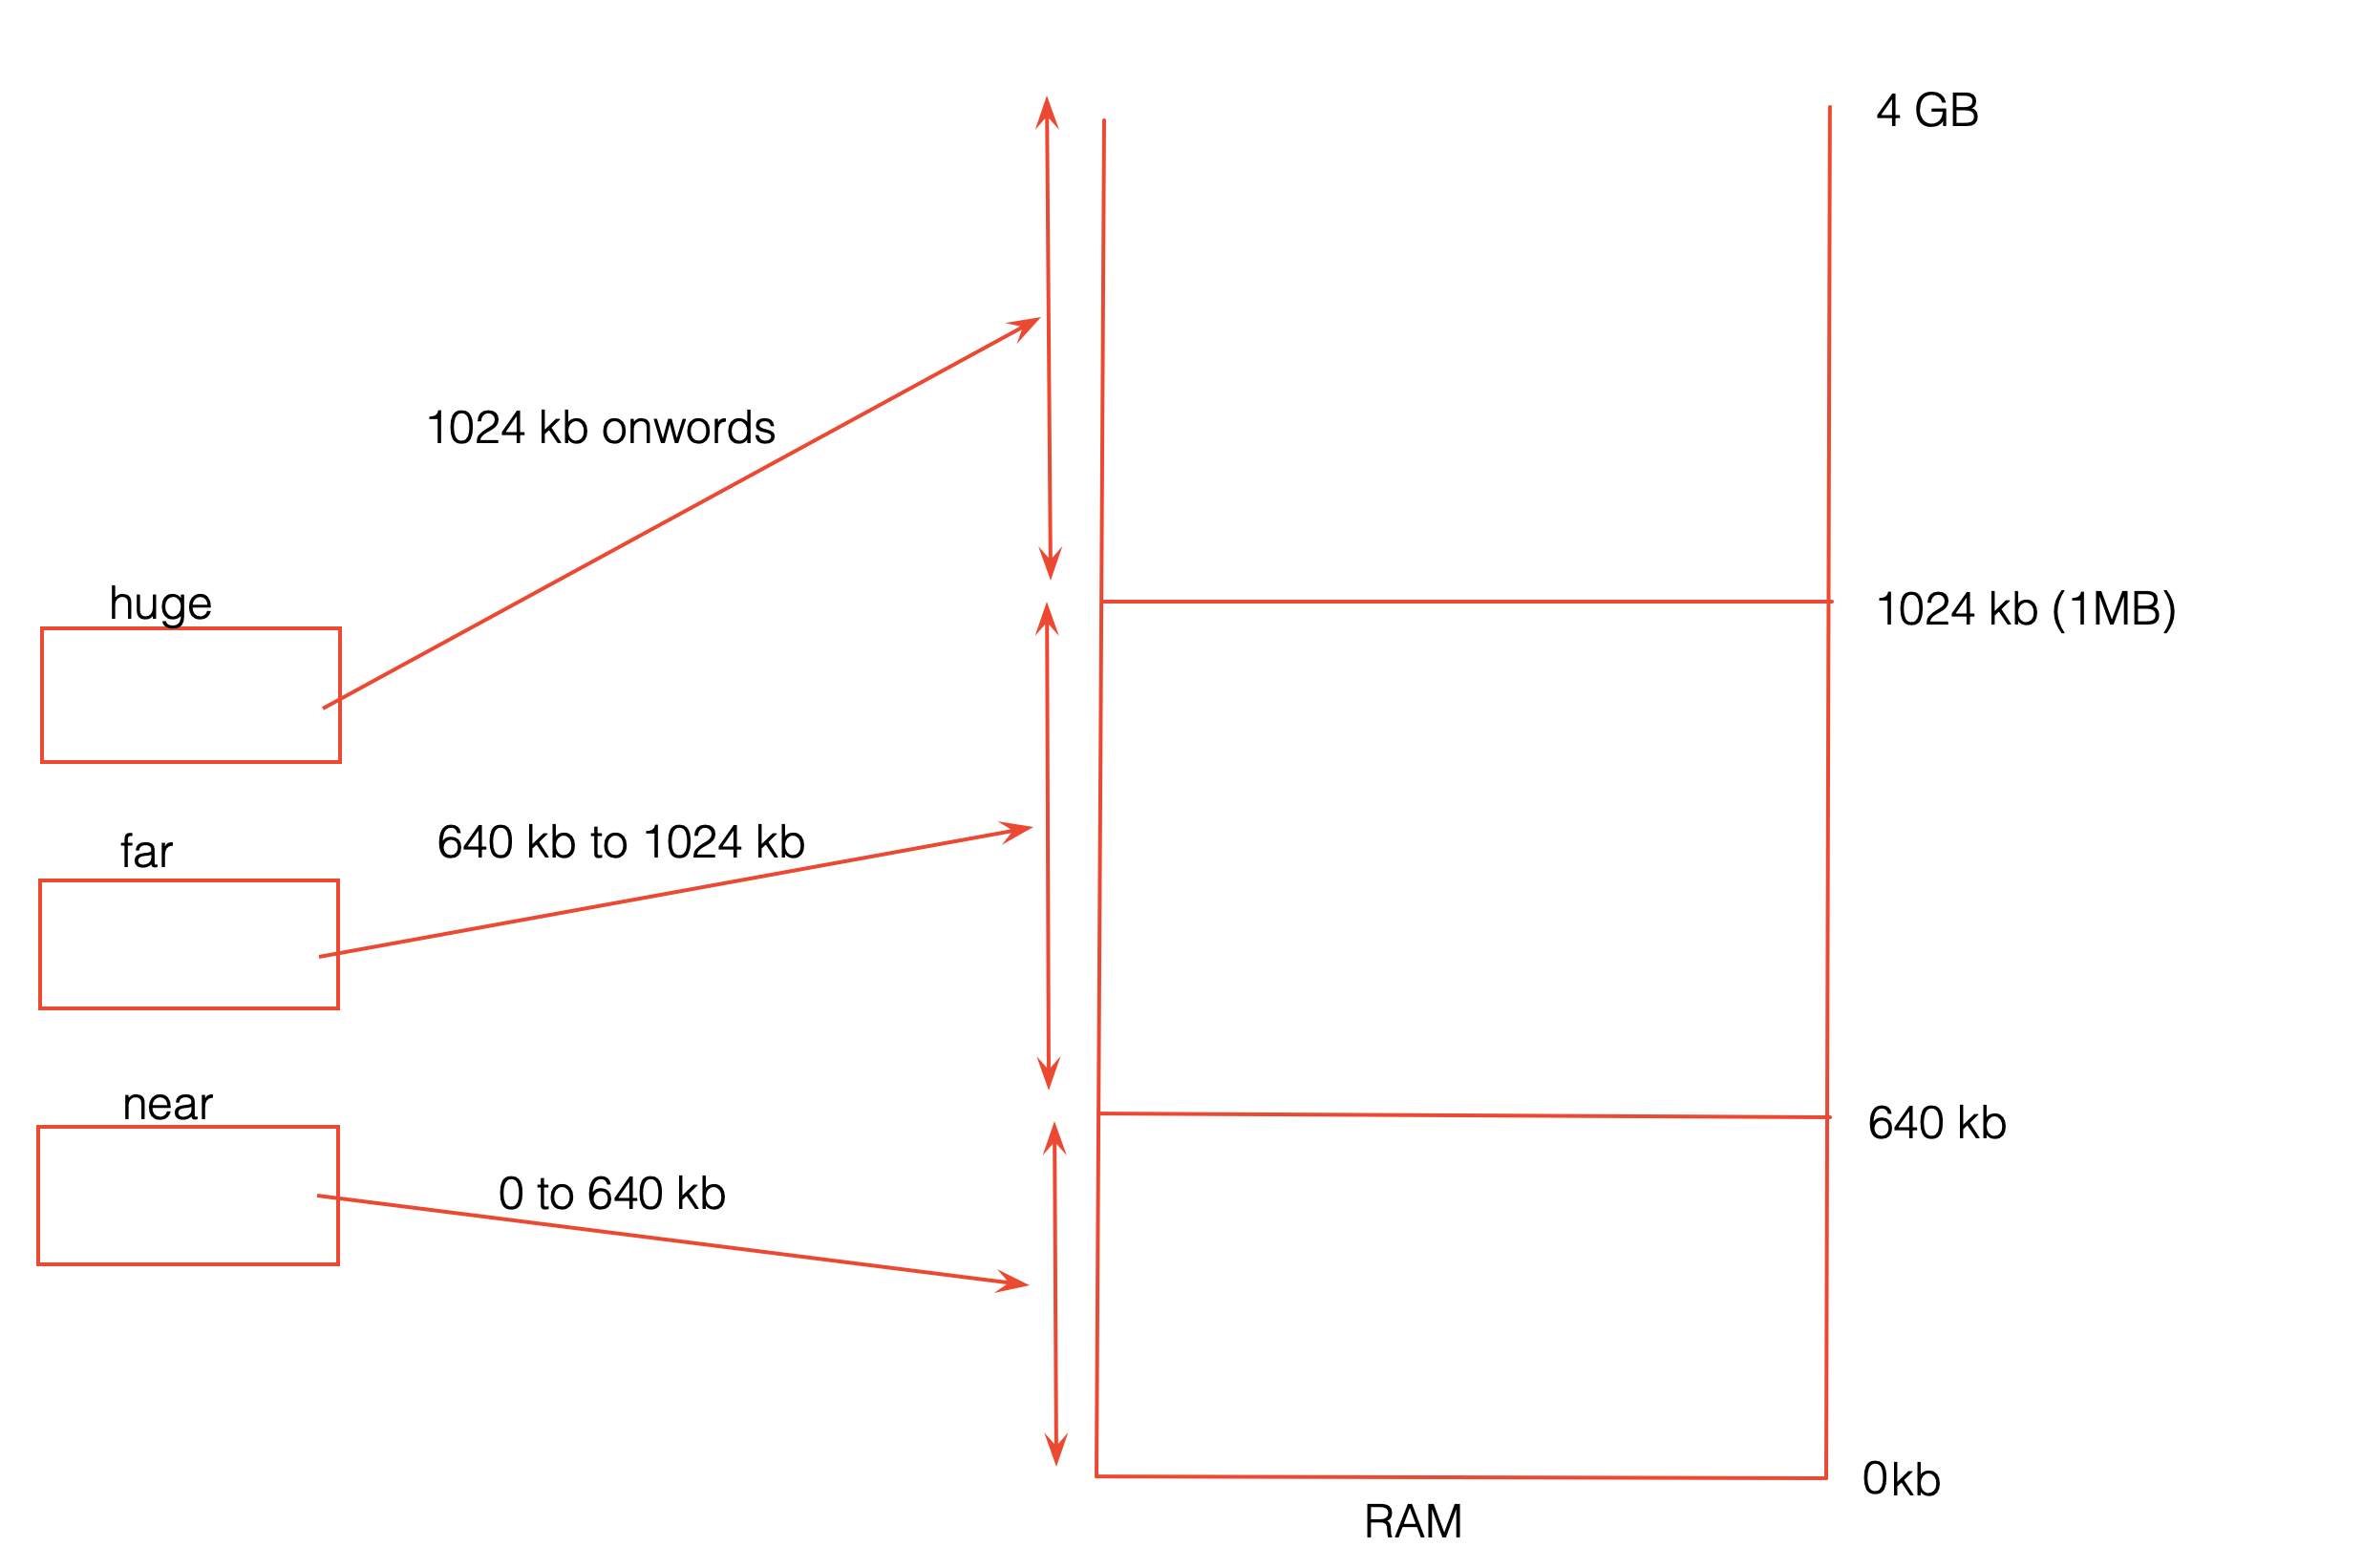 4 GB
1024 kb onwords
huge
1024 kb (1MB)
far
640 kb to 1024 kb
near
640 kb
0 to 640 kb
0kb
RAM